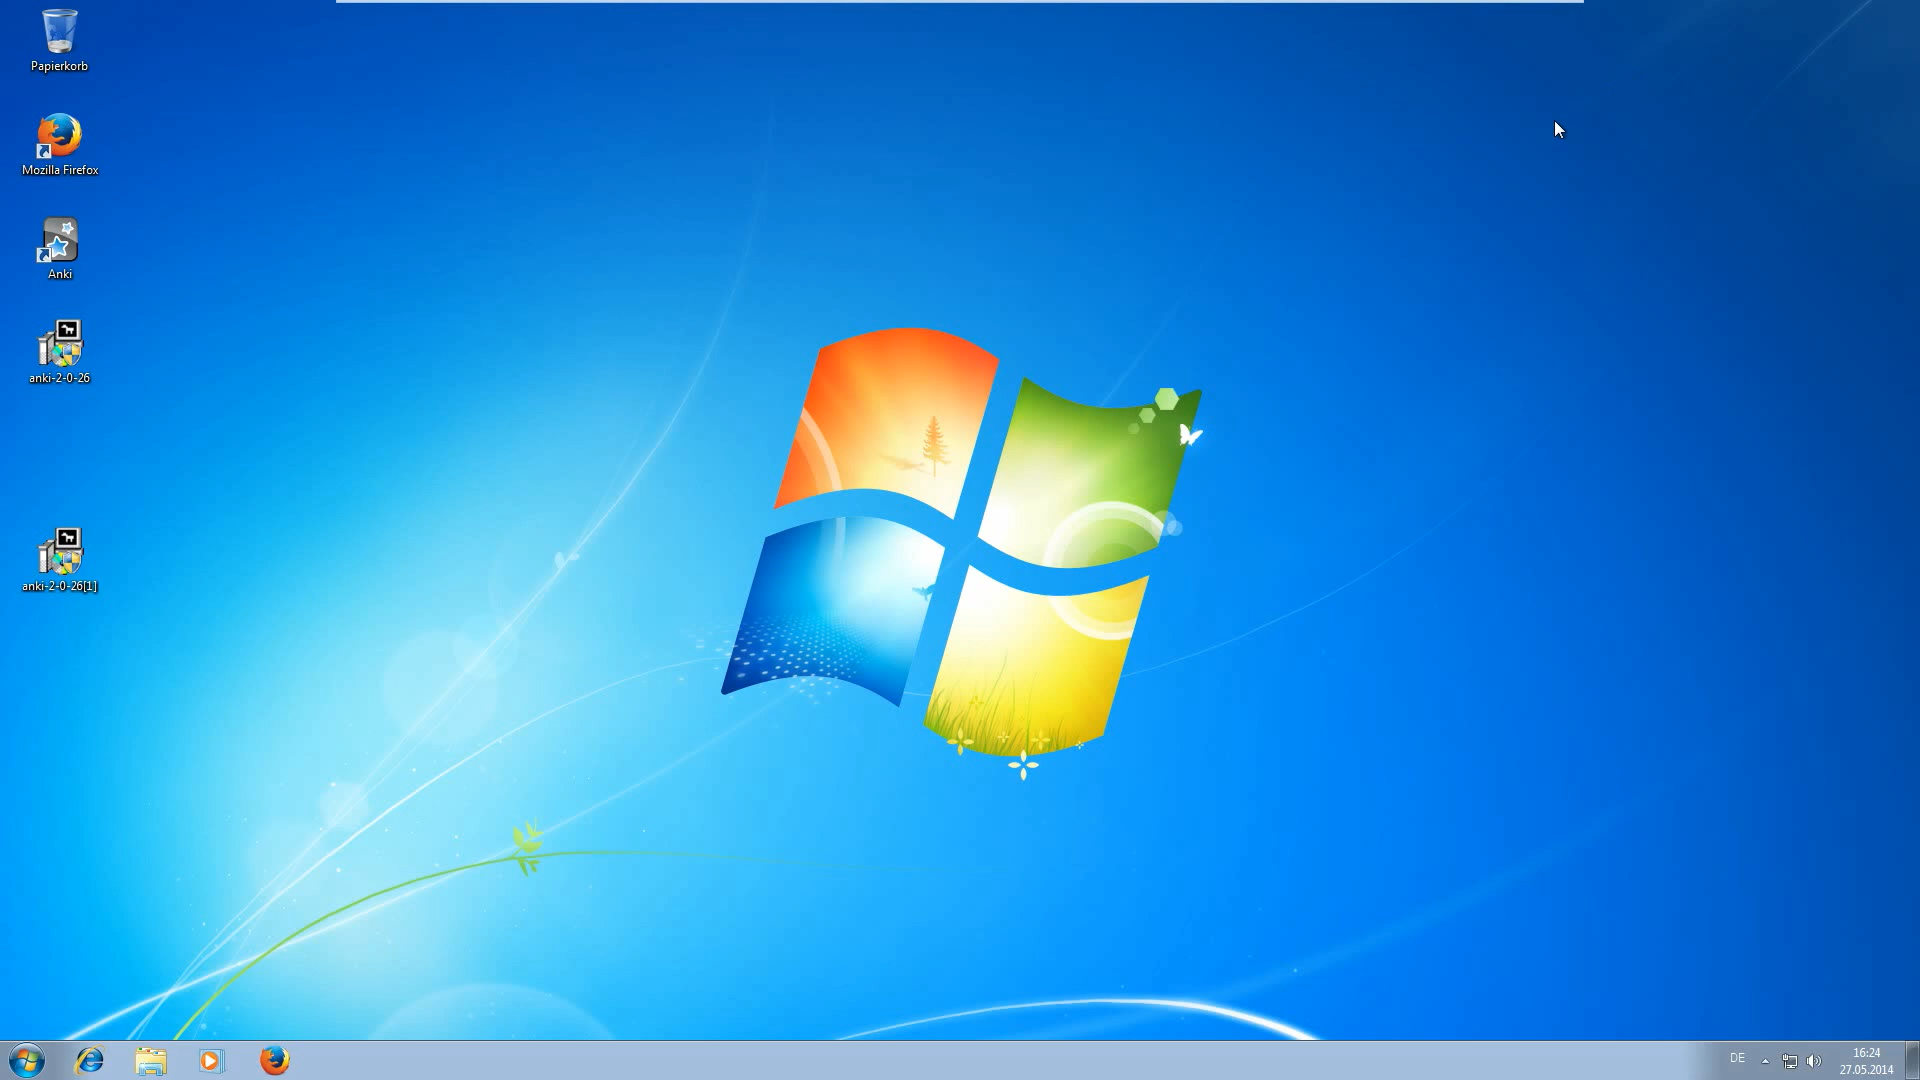 Papierkorb
Mozilla Firefox
Anki
anki-2-0-26
anki-2-0-26[1]
DE
16:24
27.05.2014